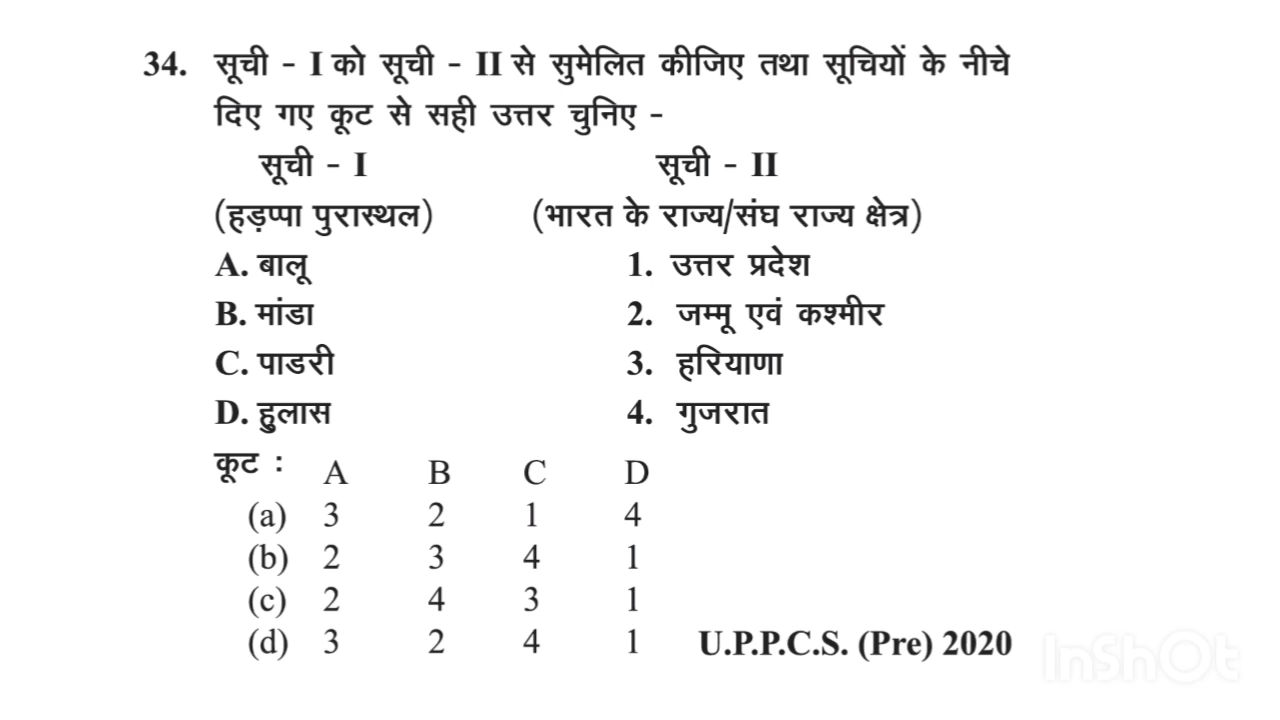 34. सूची - I को सूची - II से सुमेलित कीजिए तथा सूचियों के नीचे
दिए गए कूट से सही उत्तर चुनिए -
सूची - I सूची - II
(हड़प्पा पुरास्थल) (भारत के राज्य/संघ राज्य क्षेत्र)
A. बालू 1. उत्तर प्रदेश
B. मांडा 2. जम्मू एवं कश्मीर
C. पाडरी 3. हरियाणा
D. हुलास 4. गुजरात
कूट : A B C D
(a) 3 2 1 4
(b) 2 3 4 1
(c) 2 4 3 1
(d) 3 2 4 1 U.P.P.C.S. (Pre) 2020
InShOt